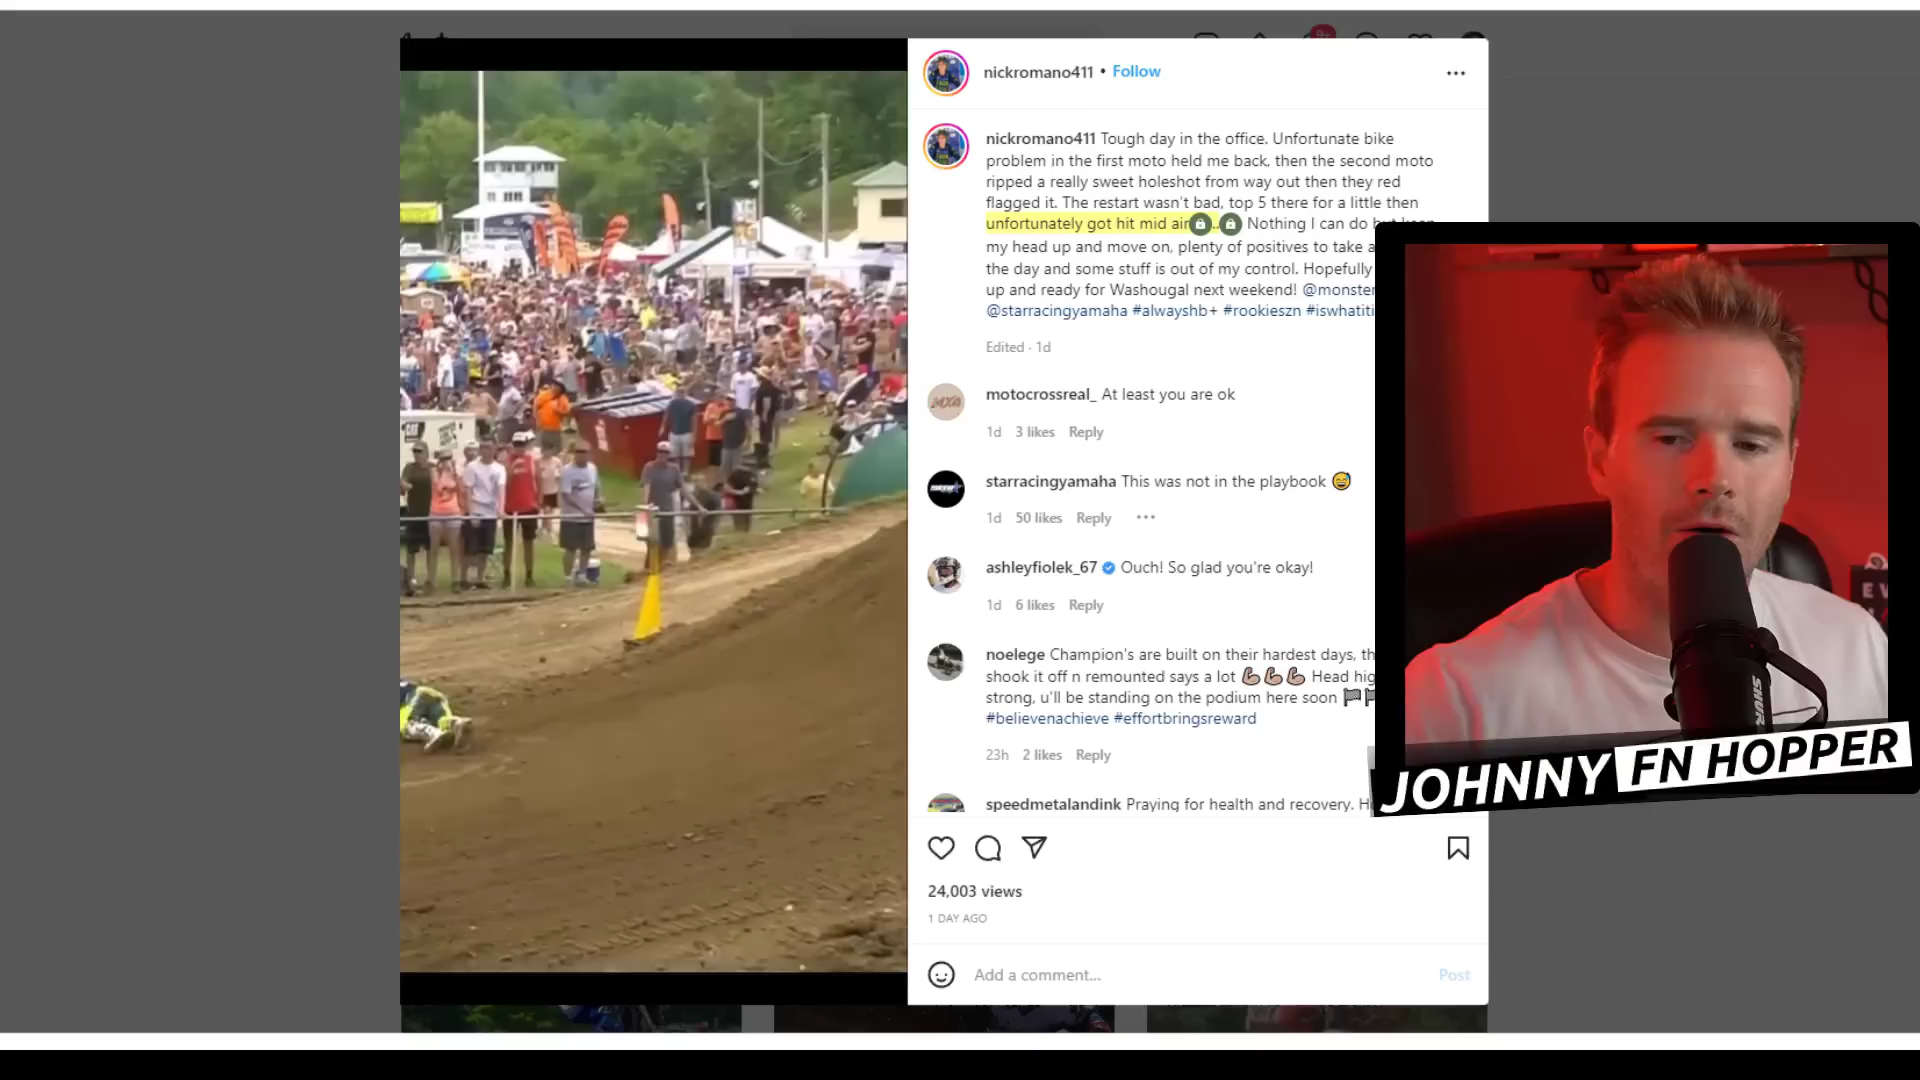 9+
nickromano411 • Follow
nickromano411 Tough day in the office. Unfortunate bike
problem in the first moto held me back, then the second moto
ripped a really sweet holeshot from way out then they red
flagged it. The restart wasn't bad, top 5 there for a little then
unfortunately got hit mid air Nothing I can do but keep
my head up and move on, plenty of positives to take a
the day and some stuff is out of my control. Hopefully
up and ready for Washougal next weekend! @monster
@starracingyamaha #alwayshb+ #rookieszn #iswhatiti
Edited · 1d
MXA
motocrossreal_ At least you are ok
1d 3 likes Reply
starracingyamaha This was not in the playbook 😅
1d 50 likes Reply
ashleyfiolek_67 Ouch! So glad you're okay!
1d 6 likes Reply
noelege Champion's are built on their hardest days, th
shook it off n remounted says a lot 💪💪💪 Head hig
strong, u'll be standing on the podium here soon
#believenachieve #effortbringsreward
23h 2 likes Reply
speedmetalandink Praying for health and recovery. H
24,003 views
1 DAY AGO
Add a comment... Post
SHURE
JOHNNY FN HOPPER